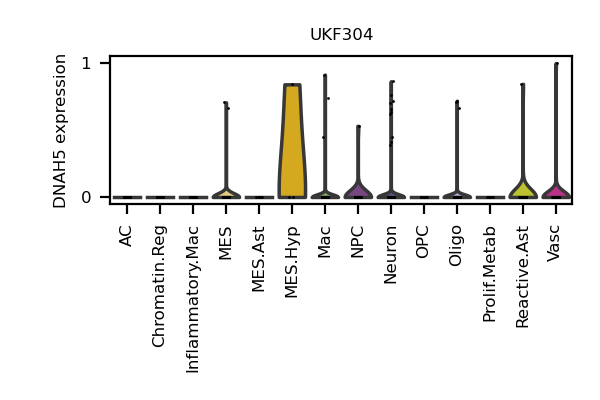 UKF304
DNAH5 expression
1
0
AC
Chromatin.Reg
Inflammatory.Mac
MES
MES.Ast
MES.Hyp
Mac
NPC
Neuron
OPC
Oligo
Prolif.Metab
Reactive.Ast
Vasc